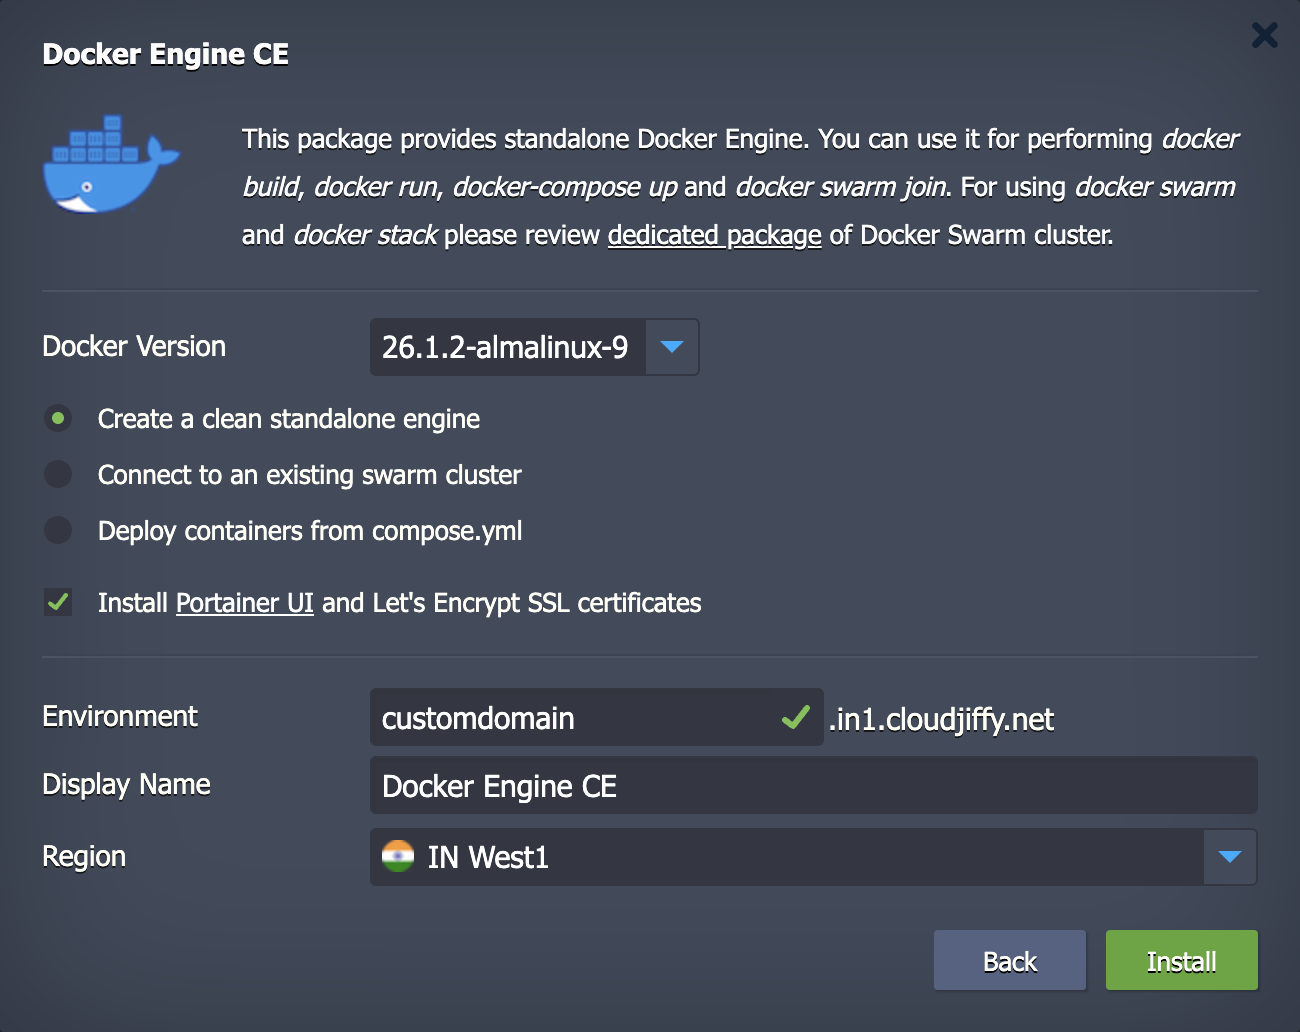 Docker Engine CE
This package provides standalone Docker Engine. You can use it for performing docker
build, docker run, docker-compose up and docker swarm join. For using docker swarm
and docker stack please review dedicated package of Docker Swarm cluster.
Docker Version
26.1.2-almalinux-9
Create a clean standalone engine
Connect to an existing swarm cluster
Deploy containers from compose.yml
Install Portainer UI and Let's Encrypt SSL certificates
Environment
customdomain
.in1.cloudjiffy.net
Display Name
Docker Engine CE
Region
IN West1
Back
Install